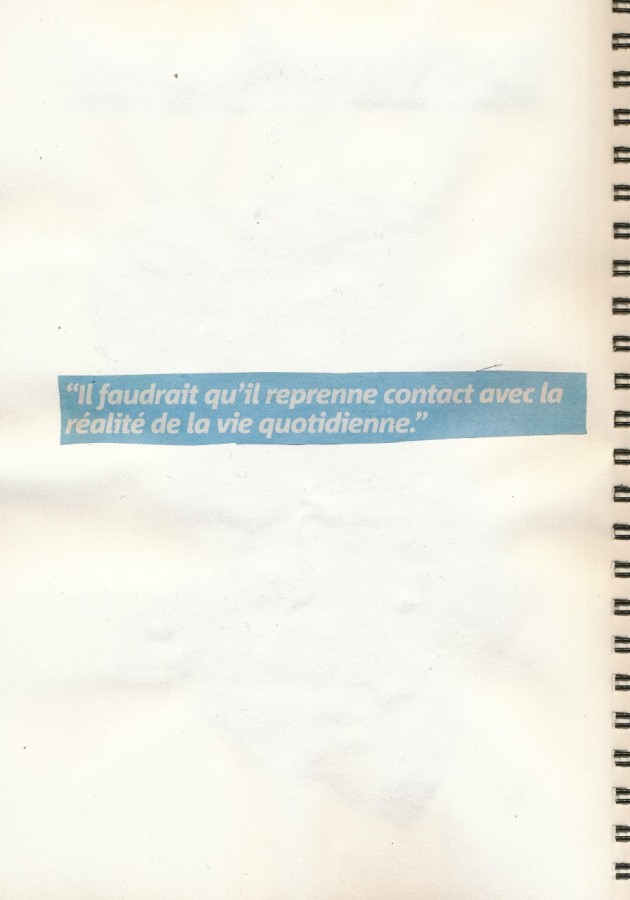 “Il faudrait qu’il reprenne contact avec la
réalité de la vie quotidienne.”